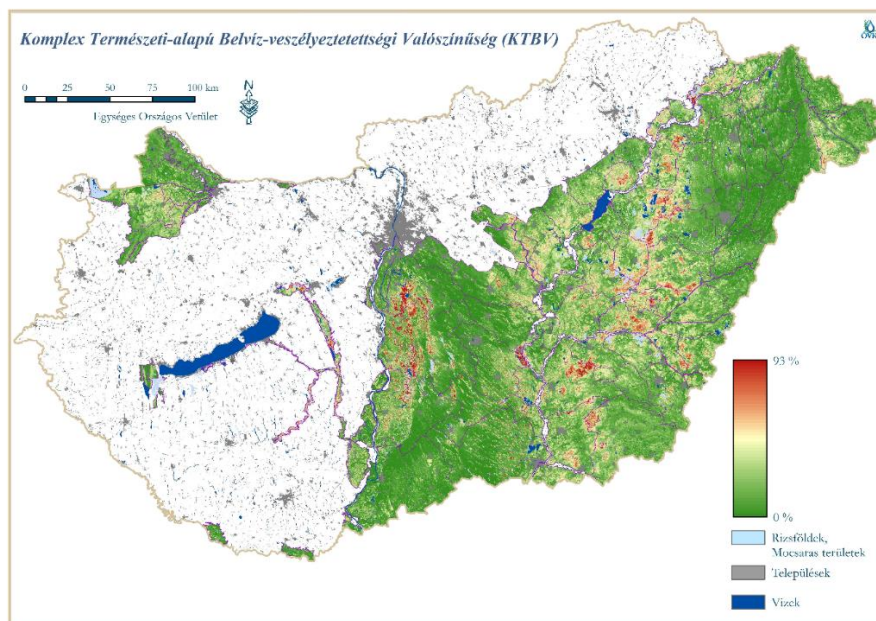 Komplex Természeti-alapú Belvíz-veszélyeztetettségi Valószínűség (KTBV)
OVF
0 25 50 75 100 km
N
Egységes Országos Vetület
93 %
0 %
Rizsföldek,
Mocsaras területek
Települések
Vizek